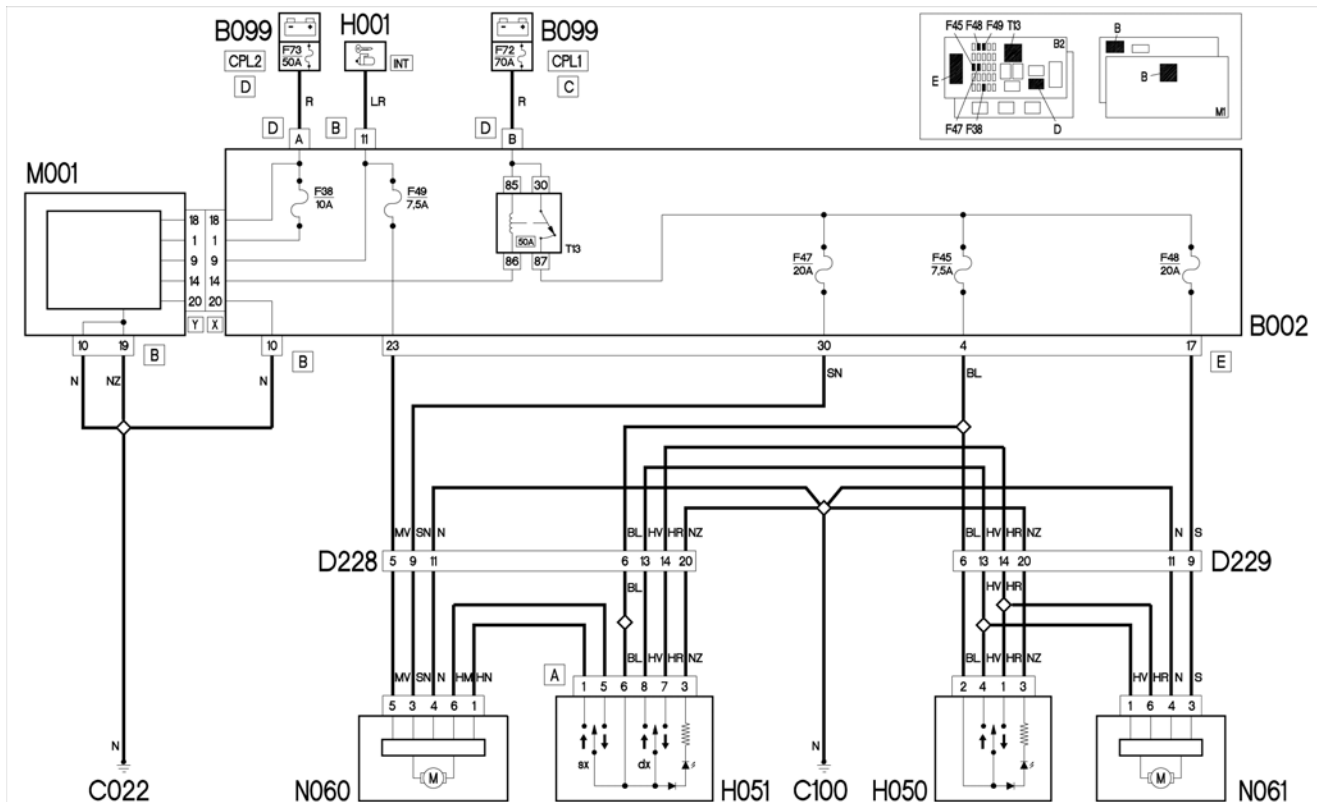 B099 H001 B099
F73 50A INT F72 70A
CPL2 CPL1
D C
R LR R
D A B 11 D B
F45 F48 F49 T13 B2 B
E B
F47 F38 D M1
M001
85 30
F38 10A
F49 7,5A
50A T13
86 87
F47 20A
F45 7,5A
F48 20A
18 18
1 1
9 9
14 14
20 20
Y X
B002
10 19 B 10 B 23 30 4 17 E
N NZ N SN BL
MV SN N BL HV HR NZ BL HV HR NZ N S
D228 5 9 11 6 13 14 20 6 13 14 20 11 9 D229
BL HV HR
A
MV SN N HM HN BL HV HR NZ BL HV HR NZ HV HR N S
5 3 4 6 1 1 5 6 8 7 3 2 4 1 3 1 6 4 3
sx dx
N N
M M
C022 N060 H051 C100 H050 N061